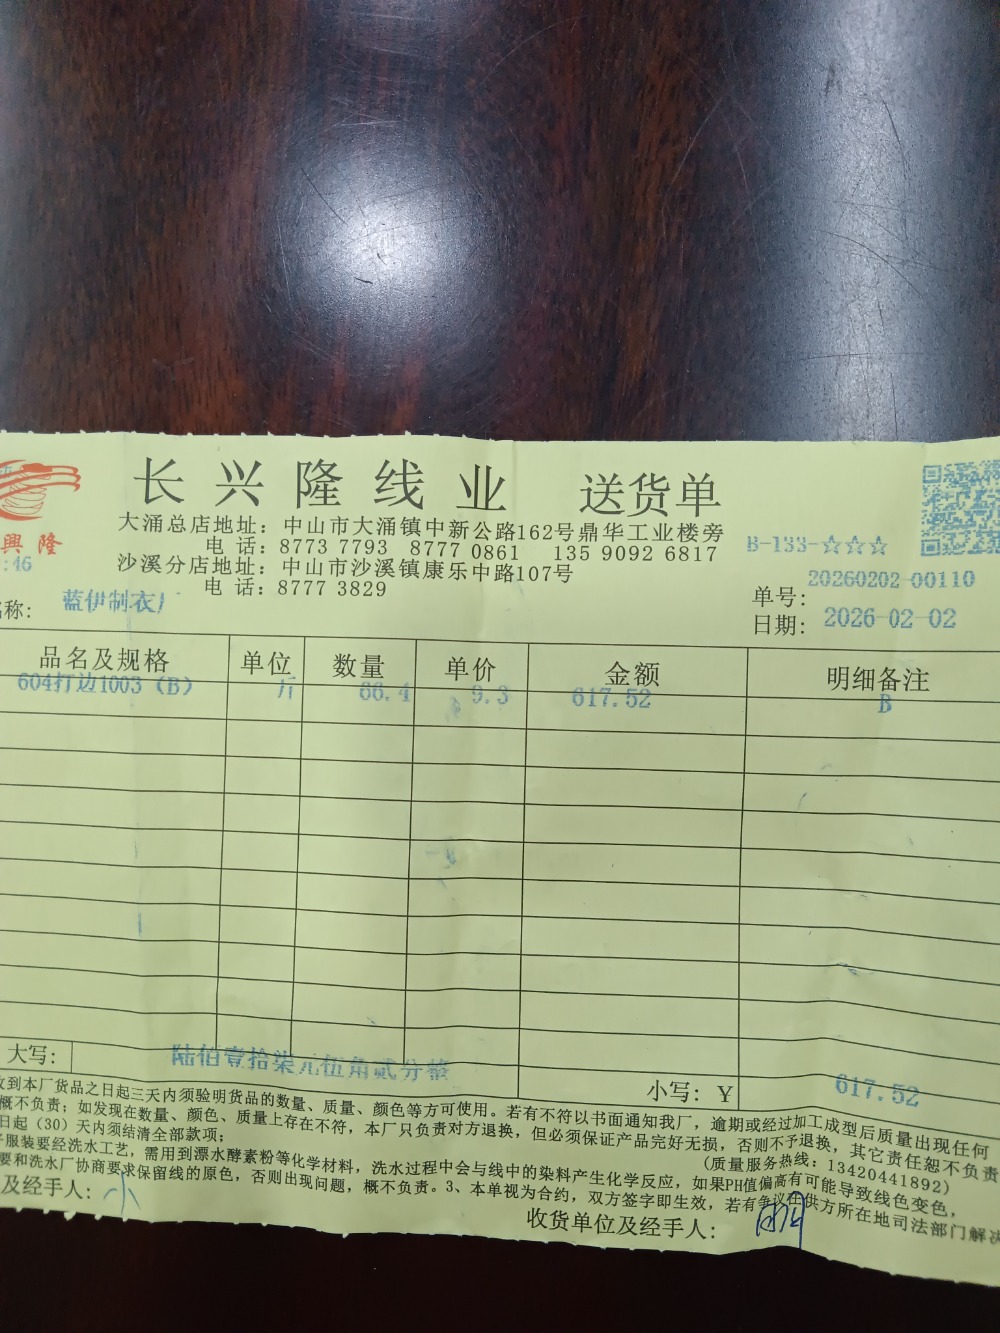 长兴隆线业 送货单
興隆
大涌总店地址：中山市大涌镇中新公路162号鼎华工业楼旁
电 话：8773 7793 8777 0861 135 9092 6817
沙溪分店地址：中山市沙溪镇康乐中路107号
电 话：8777 3829
B-133-☆☆☆
:46
单号：20260202-00110
称：蓝伊制衣厂
日期：2026-02-02
品名及规格 单位 数量 单价 金额 明细备注
604打边1003（B） 斤 66.4 9.3 617.52 B
大写：陆佰壹拾柒元伍角贰分整
小写：Y 617.52
收到本厂货品之日起三天内须验明货品的数量、质量、颜色等方可使用。若有不符以书面通知我厂，逾期或经过加工成型后质量出现任何
概不负责；如发现在数量、颜色、质量上存在不符，本厂只负责对方退换，但必须保证产品完好无损，否则不予退换，其它责任恕不负责
日起（30）天内须结清全部款项；
（质量服务热线：13420441892）
服装要经洗水工艺，需用到漂水酵素粉等化学材料，洗水过程中会与线中的染料产生化学反应，如果PH值偏高有可能导致线色变色，
要和洗水厂协商要求保留线的原色，否则出现问题，概不负责。3、本单视为合约，双方签字即生效，若有争议在供方所在地司法部门解决
及经手人：小
收货单位及经手人：